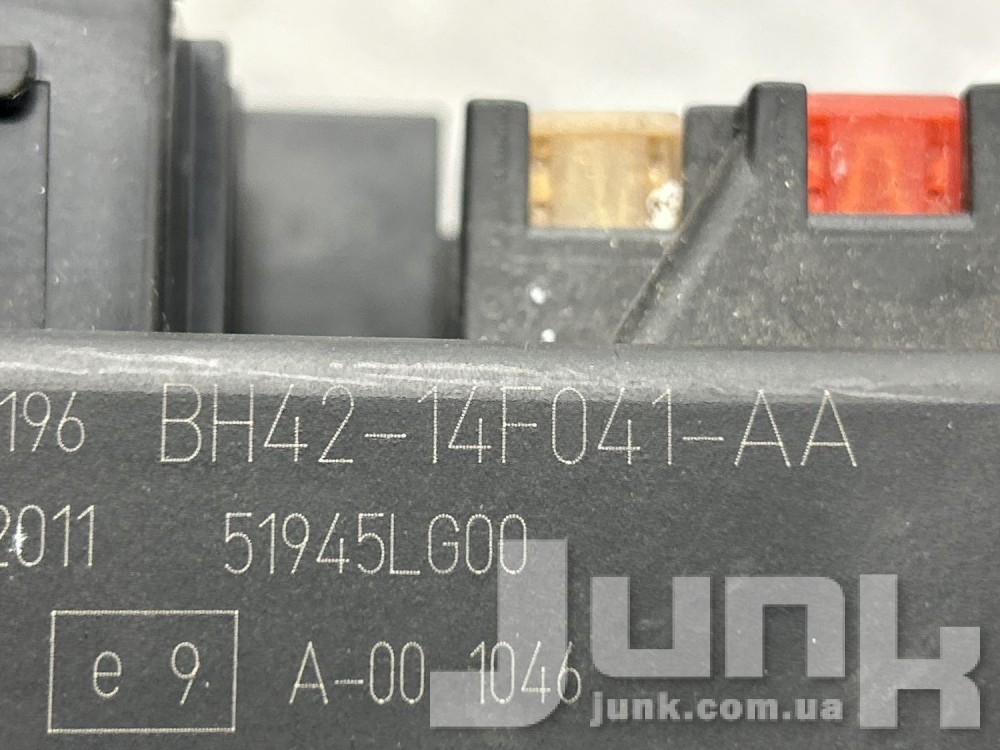 196 BH42-14F041-AA
2011 51945LG00
e 9 A-00 1046
Junk
junk.com.ua